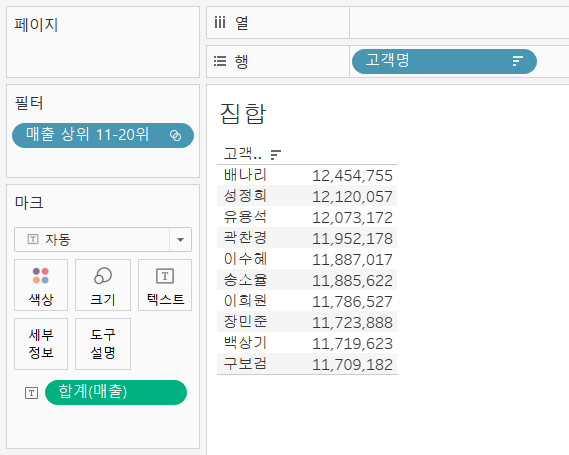 페이지
열
행
고객명
필터
매출 상위 11-20위
마크
자동
색상
크기
텍스트
세부
정보
도구
설명
합계(매출)
집합
고객..
배나리 12,454,755
성정희 12,120,057
유용석 12,073,172
곽찬경 11,952,178
이수혜 11,887,017
송소율 11,885,622
이희원 11,786,527
장민준 11,723,888
백상기 11,719,623
구보검 11,709,182